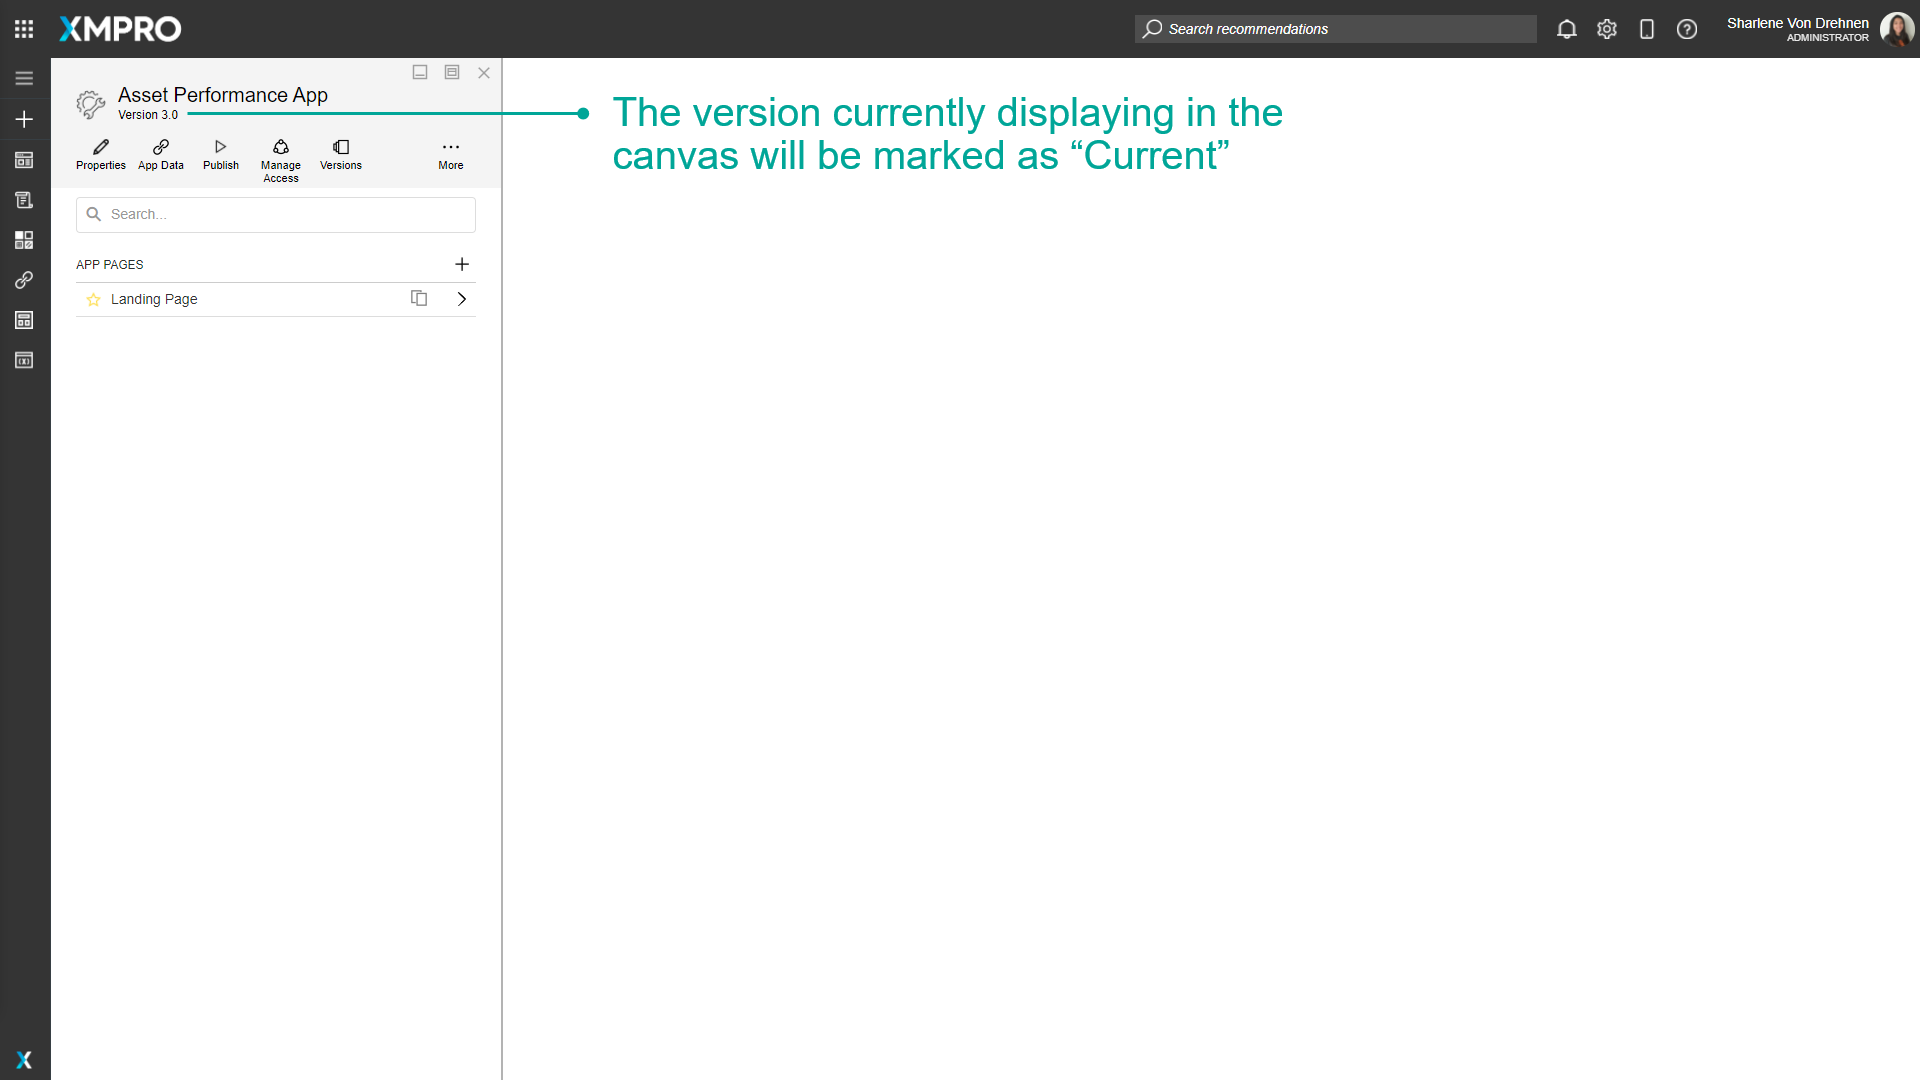 XMPRO
Search recommendations
Sharlene Von Drehnen
ADMINISTRATOR
Asset Performance App
Version 3.0
The version currently displaying in the
canvas will be marked as “Current”
Properties
App Data
Publish
Manage
Access
Versions
More
Search...
APP PAGES
Landing Page